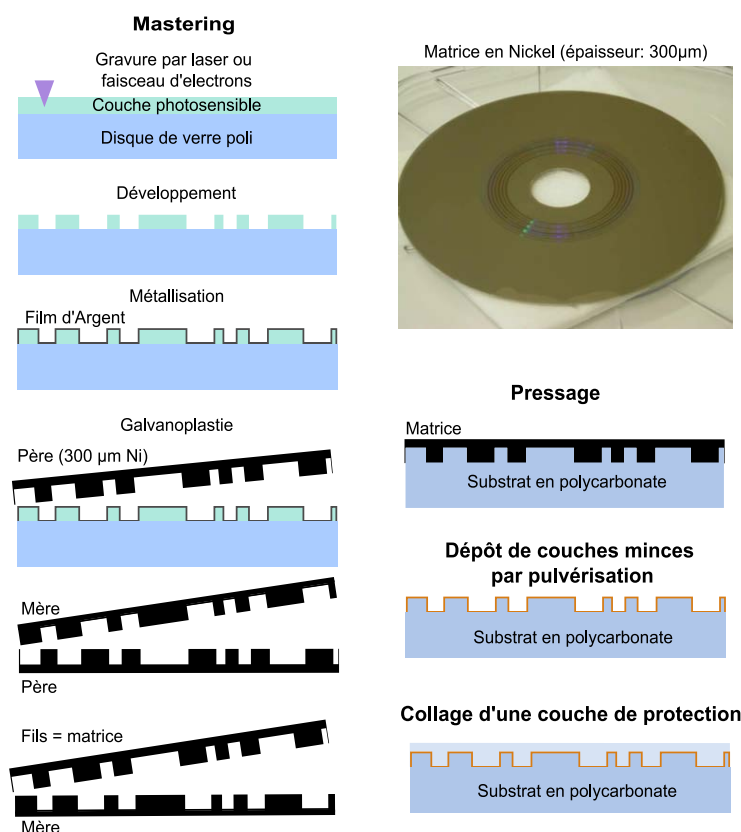 Mastering
Gravure par laser ou
faisceau d'electrons
Couche photosensible
Disque de verre poli
Développement
Métallisation
Film d'Argent
Galvanoplastie
Père (300 µm Ni)
Mère
Père
Fils = matrice
Mère
Matrice en Nickel (épaisseur: 300µm)
Pressage
Matrice
Substrat en polycarbonate
Dépôt de couches minces
par pulvérisation
Substrat en polycarbonate
Collage d'une couche de protection
Substrat en polycarbonate